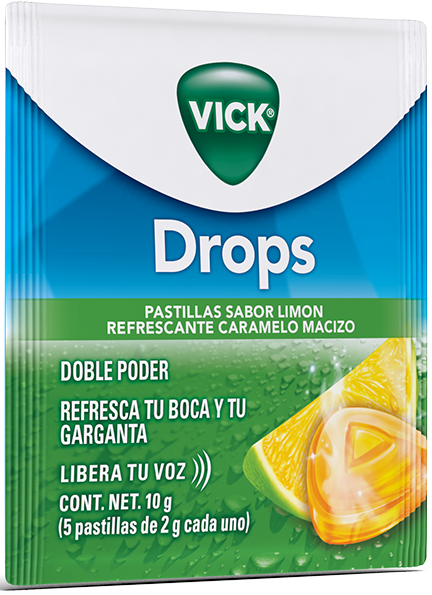 VICK®
Drops
PASTILLAS SABOR LIMON
REFRESCANTE CARAMELO MACIZO
DOBLE PODER
REFRESCA TU BOCA Y TU
GARGANTA
LIBERA TU VOZ
CONT. NET. 10 g
(5 pastillas de 2 g cada uno)